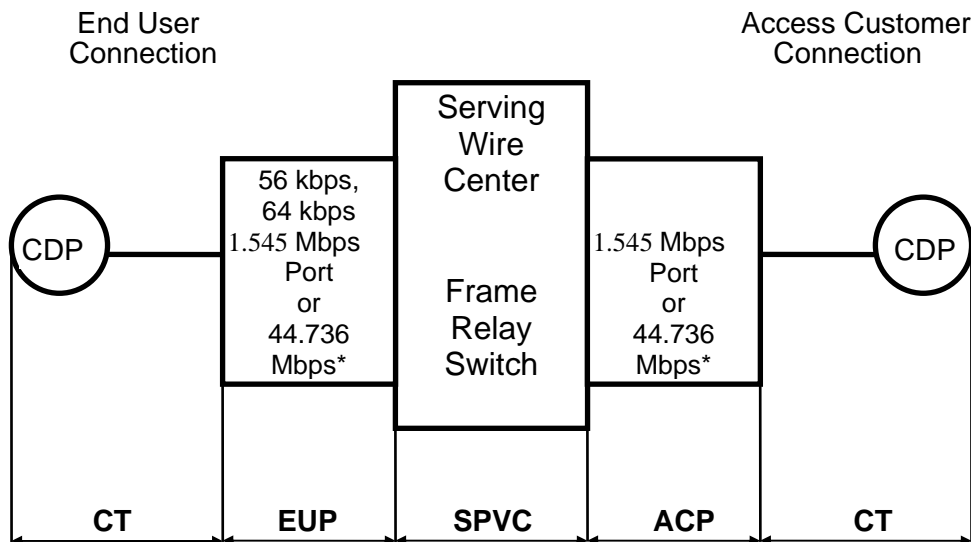 End User
Connection
Access Customer
Connection
Serving
Wire
Center
Frame
Relay
Switch
CDP
56 kbps,
64 kbps
1.545 Mbps
Port
or
44.736
Mbps*
1.545 Mbps
Port
or
44.736
Mbps*
CDP
CT
EUP
SPVC
ACP
CT